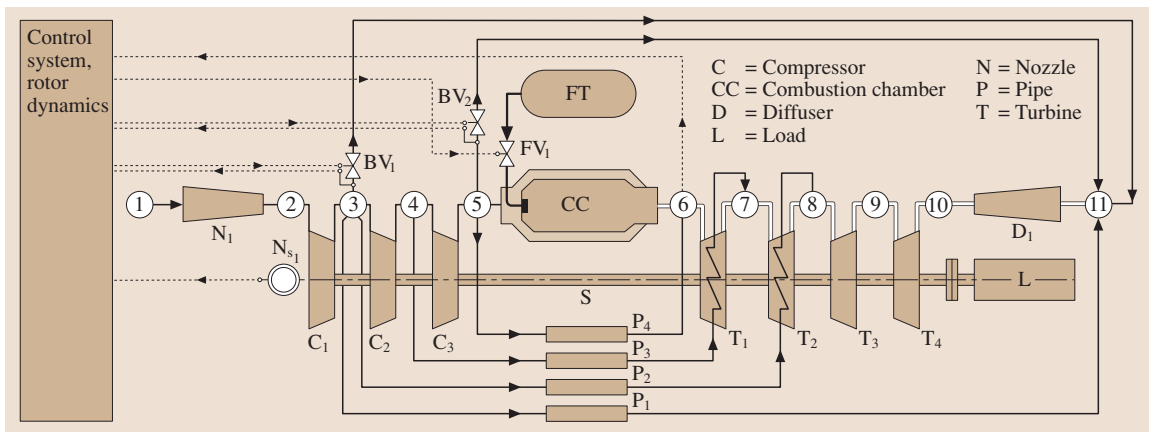 Control
system,
rotor
dynamics
BV₂
BV₁
FT
FV₁
C = Compressor
CC = Combustion chamber
D = Diffuser
L = Load
N = Nozzle
P = Pipe
T = Turbine
1
N₁
2
3
4
5
CC
6
7
8
9
10
D₁
11
Nₛ₁
C₁
C₂
C₃
S
T₁
T₂
T₃
T₄
L
P₄
P₃
P₂
P₁